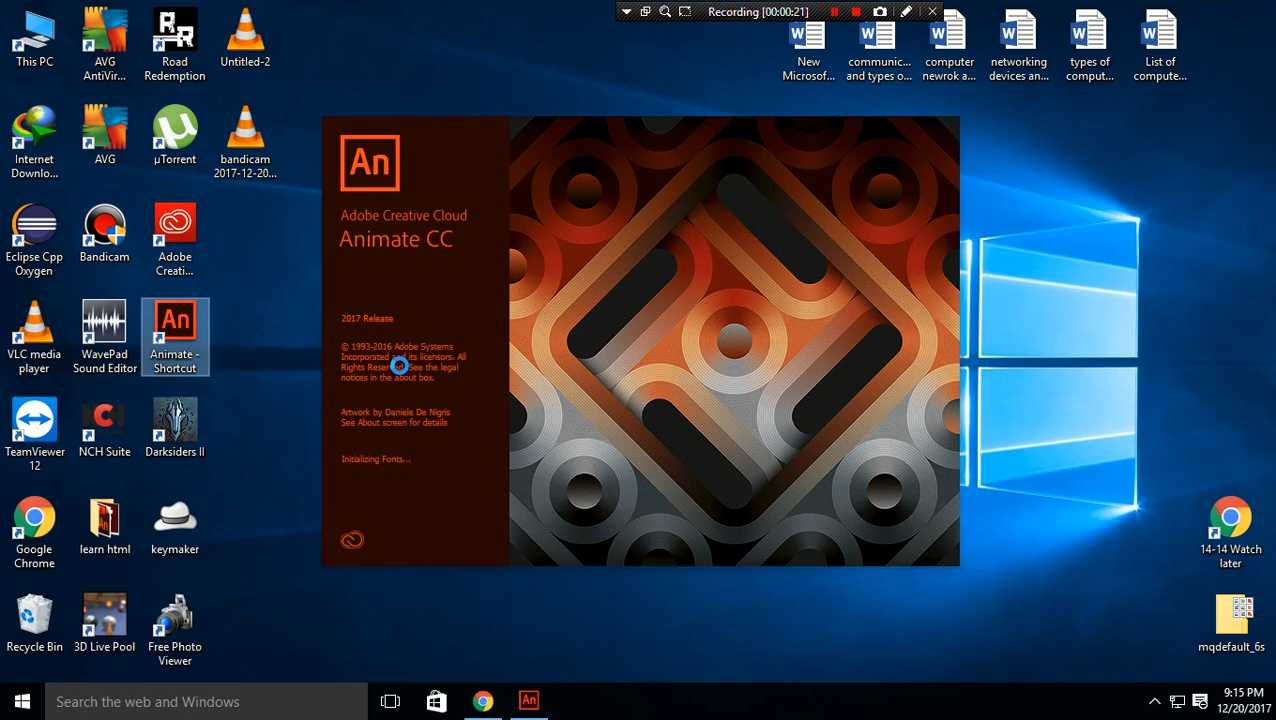 Recording [00:00:21]
This PC
AVG
AntiVir...
Road
Redemption
Untitled-2
New
Microsof...
communic...
and types o...
computer
newrok a...
networking
devices an...
types of
comput...
List of
compute...
Internet
Downlo...
AVG
µTorrent
bandicam
2017-12-20...
Eclipse Cpp
Oxygen
Bandicam
Adobe
Creati...
VLC media
player
WavePad
Sound Editor
An
Animate -
Shortcut
TeamViewer
12
NCH Suite
Darksiders II
Google
Chrome
learn html
keymaker
Recycle Bin
3D Live Pool
Free Photo
Viewer
An
Adobe Creative Cloud
Animate CC
2017 Release
© 1993-2016 Adobe Systems
Incorporated and its licensors. All
Rights Reserved. See the legal
notices in the about box.
Artwork by Daniele De Nigris
See About screen for details
Initializing Fonts...
14-14 Watch
later
mqdefault_6s
Search the web and Windows
An
9:15 PM
12/20/2017